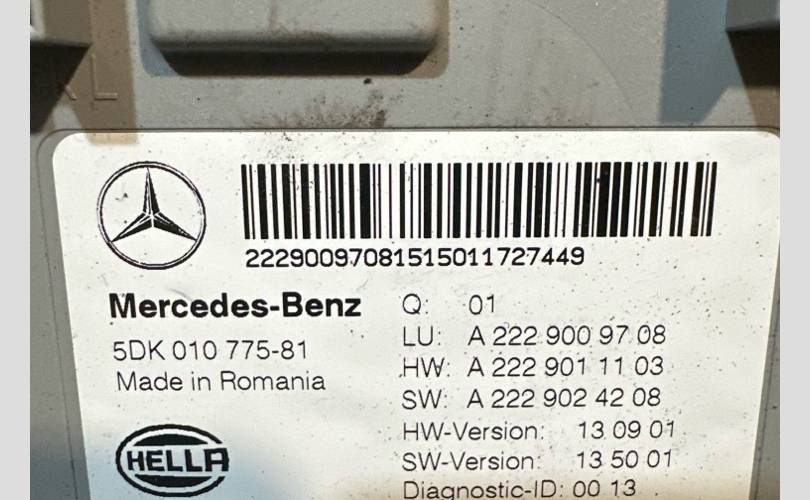 L
22290097081515011727449
Mercedes-Benz
5DK 010 775-81
Made in Romania
HELLA
Q: 01
LU: A 222 900 97 08
HW: A 222 901 11 03
SW: A 222 902 42 08
HW-Version: 13 09 01
SW-Version: 13 50 01
Diagnostic-ID: 00 13